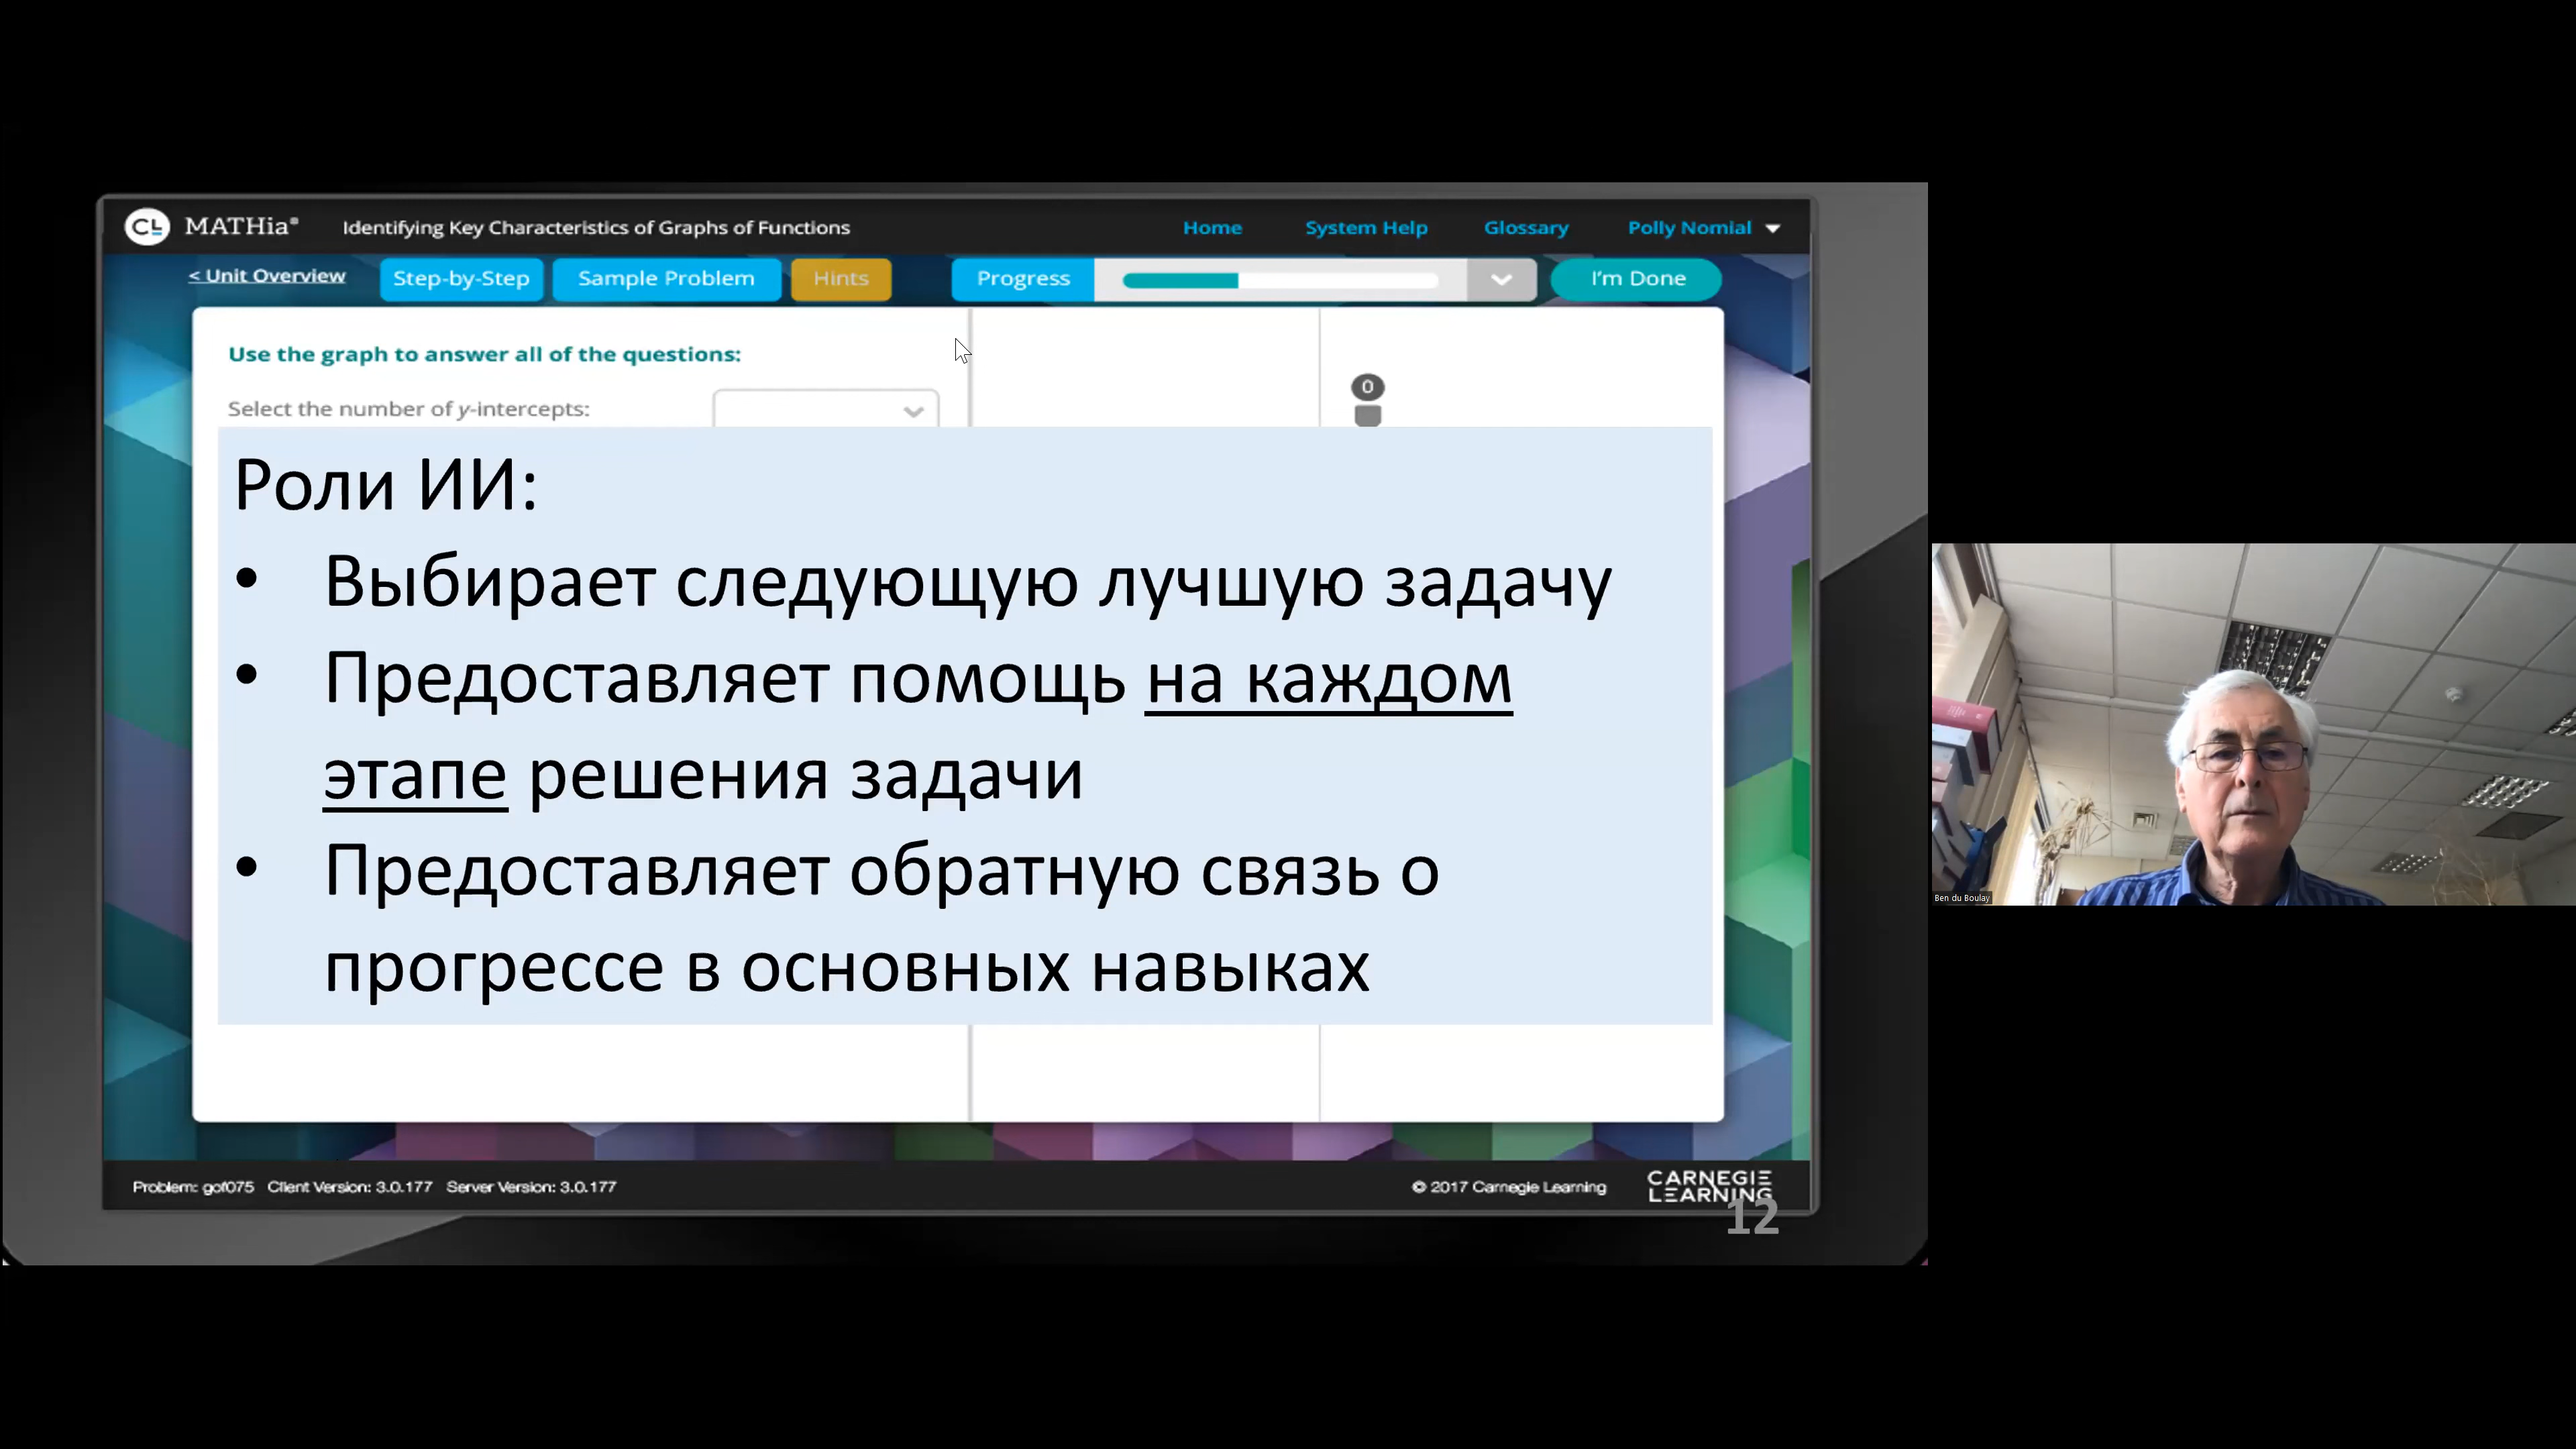 CL MATHia® Identifying Key Characteristics of Graphs of Functions Home System Help Glossary Polly Nomial
< Unit Overview Step-by-Step Sample Problem Hints Progress I'm Done
Use the graph to answer all of the questions:
Select the number of y-intercepts:
0
Роли ИИ:
• Выбирает следующую лучшую задачу
• Предоставляет помощь на каждом
этапе решения задачи
• Предоставляет обратную связь о
прогрессе в основных навыках
Problem: gof075 Client Version: 3.0.177 Server Version: 3.0.177
© 2017 Carnegie Learning
CARNEGIE
LEARNING
12
Ben du Boulay